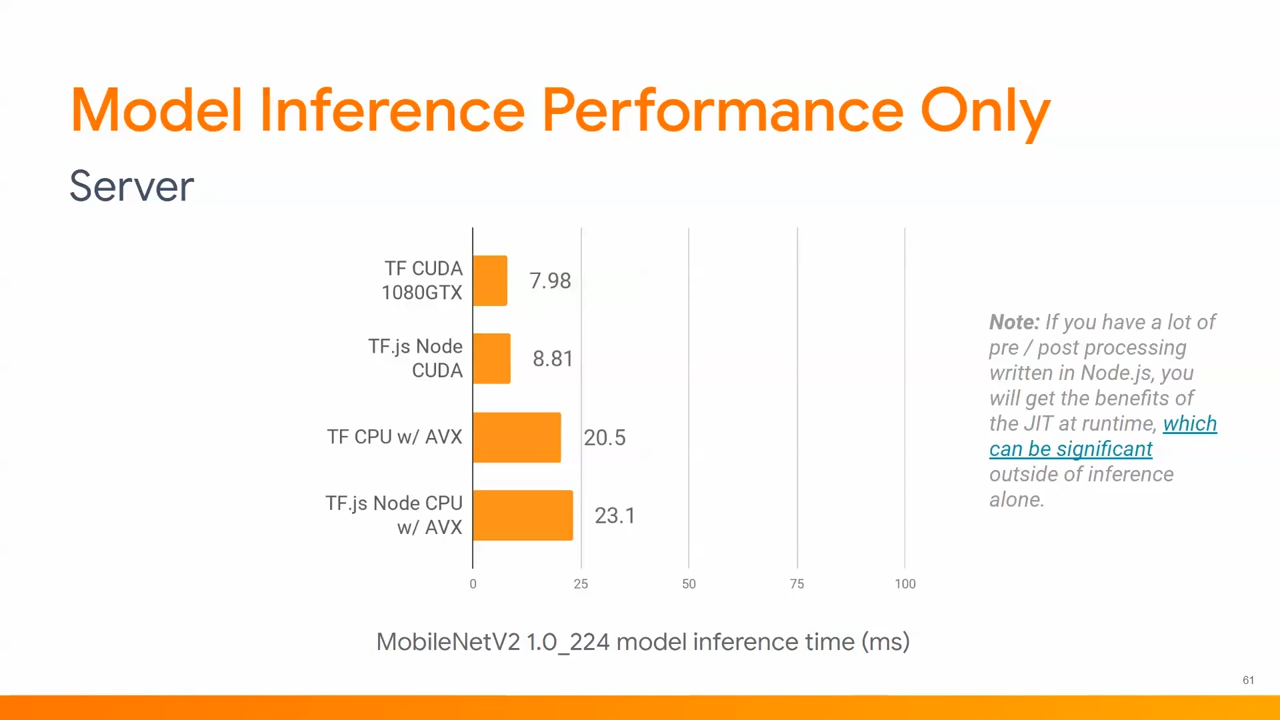 Model Inference Performance Only
Server
TF CUDA
1080GTX
7.98
TF.js Node
CUDA
8.81
TF CPU w/ AVX
20.5
TF.js Node CPU
w/ AVX
23.1
0 25 50 75 100
MobileNetV2 1.0_224 model inference time (ms)
Note: If you have a lot of
pre / post processing
written in Node.js, you
will get the benefits of
the JIT at runtime, which
can be significant
outside of inference
alone.
61